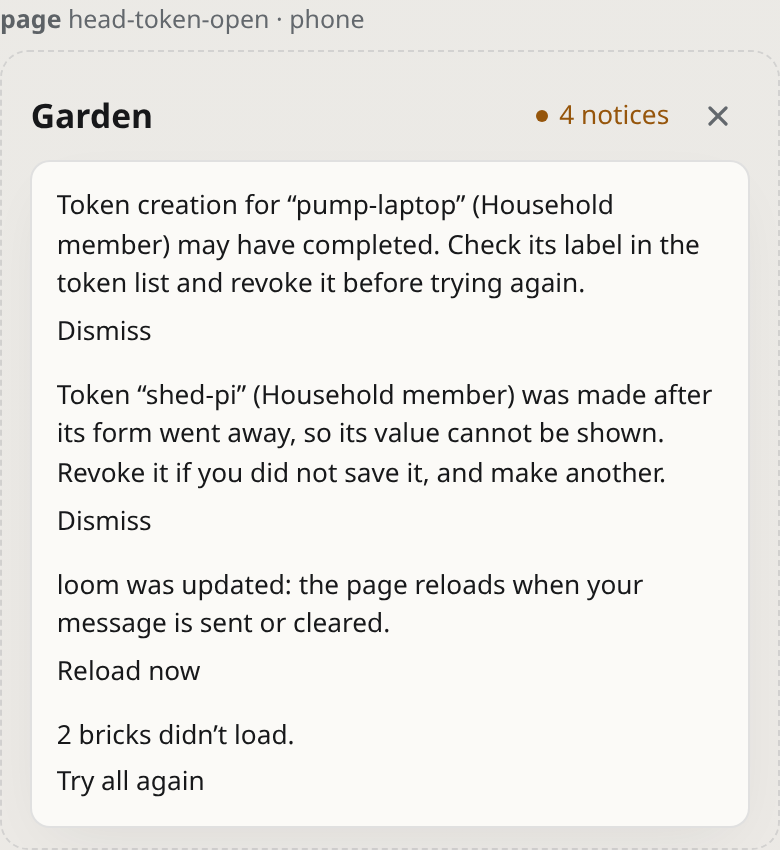 page head-token-open · phone
Garden
• 4 notices ×
Token creation for “pump-laptop” (Household
member) may have completed. Check its label in the
token list and revoke it before trying again.
Dismiss
Token “shed-pi” (Household member) was made after
its form went away, so its value cannot be shown.
Revoke it if you did not save it, and make another.
Dismiss
loom was updated: the page reloads when your
message is sent or cleared.
Reload now
2 bricks didn’t load.
Try all again